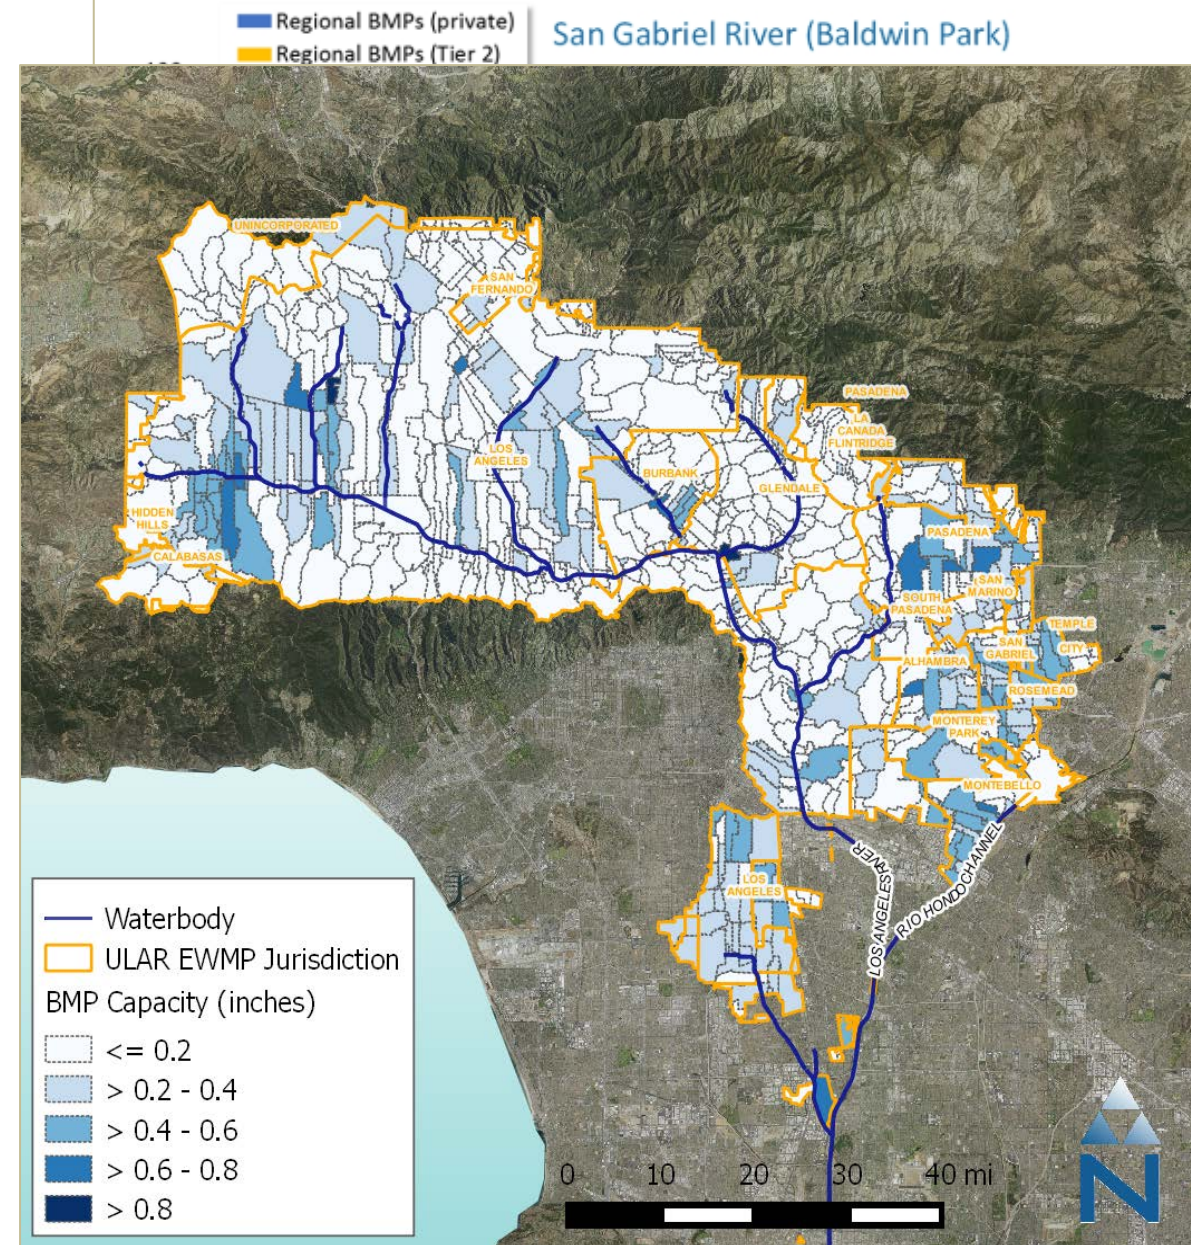 Regional BMPs (private)
Regional BMPs (Tier 2)
San Gabriel River (Baldwin Park)
UNINCORPORATED
SAN
FERNANDO
PASADENA
LA
CANADA
FLINTRIDGE
LOS
ANGELES
BURBANK
GLENDALE
HIDDEN
HILLS
CALABASAS
PASADENA
SAN
MARINO
SOUTH
PASADENA
TEMPLE
CITY
SAN
GABRIEL
ALHAMBRA
ROSEMEAD
MONTEREY
PARK
MONTEBELLO
LOS
ANGELES
LOS ANGELES RIVER
RIO HONDO CHANNEL
Waterbody
ULAR EWMP Jurisdiction
BMP Capacity (inches)
<= 0.2
> 0.2 - 0.4
> 0.4 - 0.6
> 0.6 - 0.8
> 0.8
0 10 20 30 40 mi
N